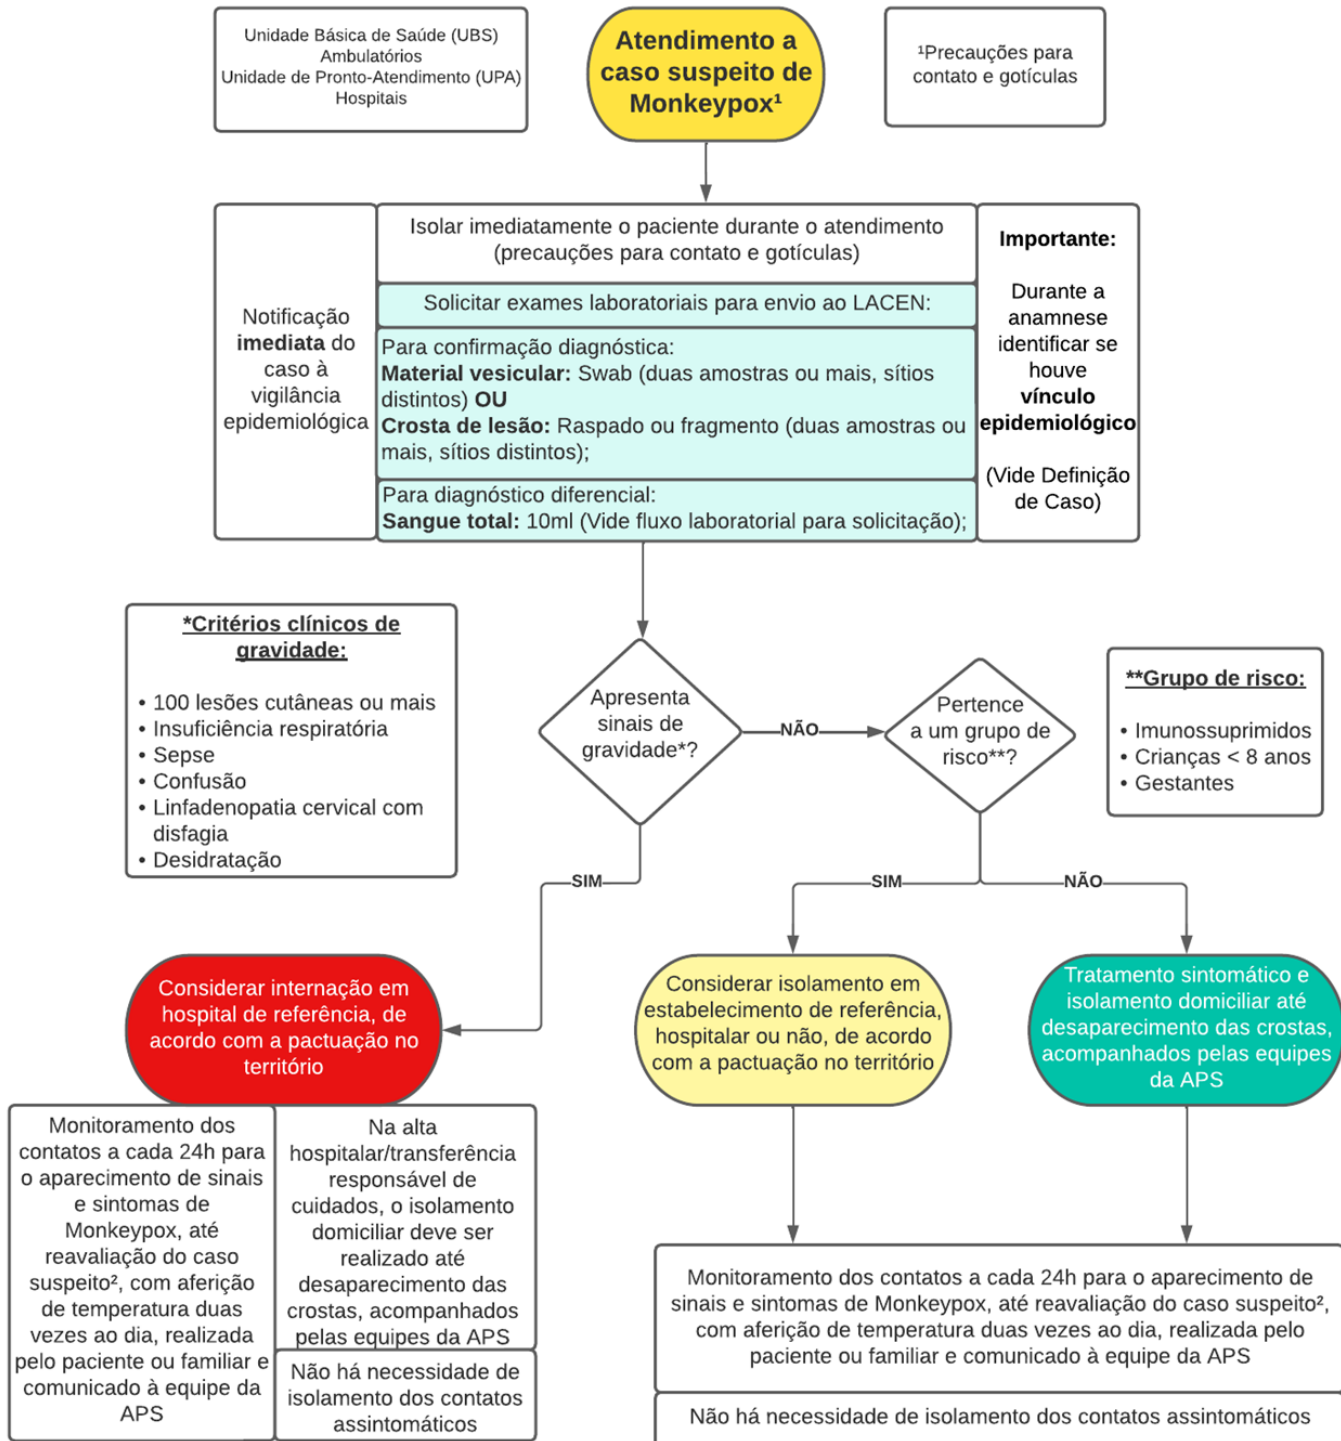 Unidade Básica de Saúde (UBS)
Ambulatórios
Unidade de Pronto-Atendimento (UPA)
Hospitais
Atendimento a
caso suspeito de
Monkeypox¹
¹Precauções para
contato e gotículas
Notificação
imediata do
caso à
vigilância
epidemiológica
Isolar imediatamente o paciente durante o atendimento
(precauções para contato e gotículas)
Solicitar exames laboratoriais para envio ao LACEN:
Para confirmação diagnóstica:
Material vesicular: Swab (duas amostras ou mais, sítios
distintos) OU
Crosta de lesão: Raspado ou fragmento (duas amostras ou
mais, sítios distintos);
Para diagnóstico diferencial:
Sangue total: 10ml (Vide fluxo laboratorial para solicitação);
Importante:
Durante a
anamnese
identificar se
houve
vínculo
epidemiológico
(Vide Definição
de Caso)
*Critérios clínicos de
gravidade:
• 100 lesões cutâneas ou mais
• Insuficiência respiratória
• Sepse
• Confusão
• Linfadenopatia cervical com
disfagia
• Desidratação
Apresenta
sinais de
gravidade*?
NÃO
Pertence
a um grupo de
risco**?
**Grupo de risco:
• Imunossuprimidos
• Crianças < 8 anos
• Gestantes
SIM
SIM
NÃO
Considerar internação em
hospital de referência, de
acordo com a pactuação no
território
Considerar isolamento em
estabelecimento de referência,
hospitalar ou não, de acordo
com a pactuação no território
Tratamento sintomático e
isolamento domiciliar até
desaparecimento das crostas,
acompanhados pelas equipes
da APS
Monitoramento dos
contatos a cada 24h para
o aparecimento de sinais
e sintomas de
Monkeypox, até
reavaliação do caso
suspeito², com aferição
de temperatura duas
vezes ao dia, realizada
pelo paciente ou familiar e
comunicado à equipe da
APS
Na alta
hospitalar/transferência
responsável de
cuidados, o isolamento
domiciliar deve ser
realizado até
desaparecimento das
crostas, acompanhados
pelas equipes da APS
Não há necessidade de
isolamento dos contatos
assintomáticos
Monitoramento dos contatos a cada 24h para o aparecimento de
sinais e sintomas de Monkeypox, até reavaliação do caso suspeito²,
com aferição de temperatura duas vezes ao dia, realizada pelo
paciente ou familiar e comunicado à equipe da APS
Não há necessidade de isolamento dos contatos assintomáticos